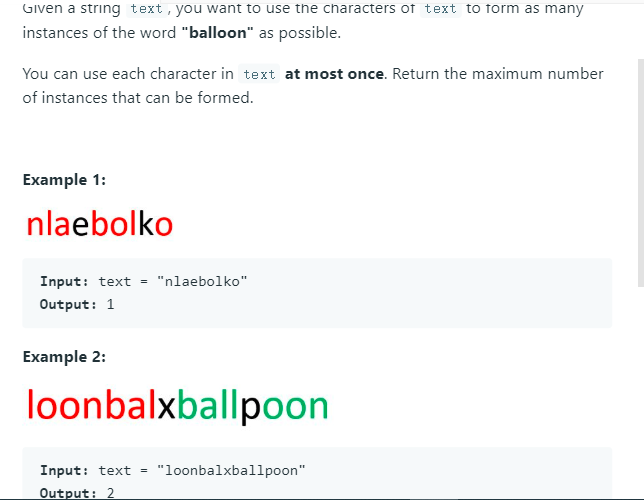 Given a string text, you want to use the characters of text to form as many
instances of the word "balloon" as possible.
You can use each character in text at most once. Return the maximum number
of instances that can be formed.
Example 1:
nlaebolko
Input: text = "nlaebolko"
Output: 1
Example 2:
loonbalxballpoon
Input: text = "loonbalxballpoon"
Output: 2